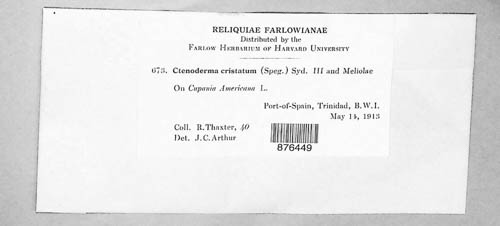 RELIQUIAE FARLOWIANAE
Distributed by the
FARLOW HERBARIUM OF HARVARD UNIVERSITY
673. Ctenoderma cristatum (Speg.) Syd. III and Meliolae
On Cupania Americana L.
Port-of-Spain, Trinidad, B.W.I.
May 14, 1913
Coll. R. Thaxter, 40
Det. J. C. Arthur
876449